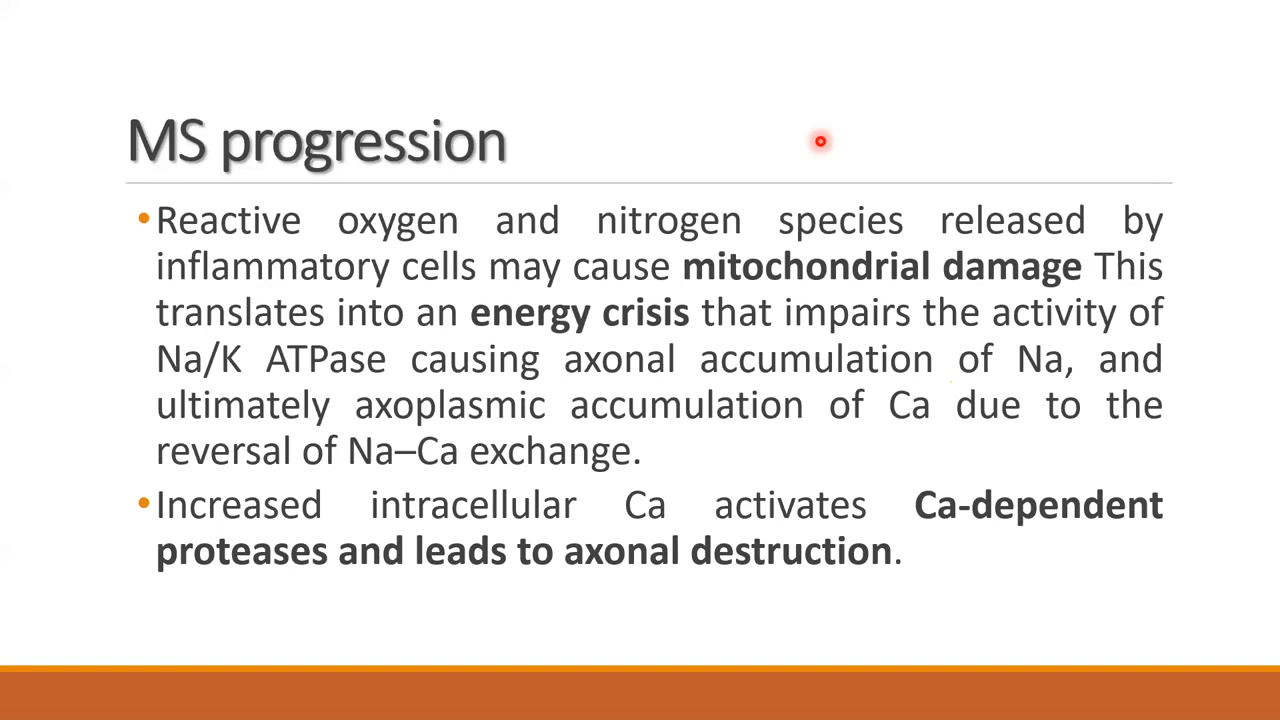 MS progression
•Reactive oxygen and nitrogen species released by
inflammatory cells may cause mitochondrial damage This
translates into an energy crisis that impairs the activity of
Na/K ATPase causing axonal accumulation of Na, and
ultimately axoplasmic accumulation of Ca due to the
reversal of Na–Ca exchange.
•Increased intracellular Ca activates Ca-dependent
proteases and leads to axonal destruction.